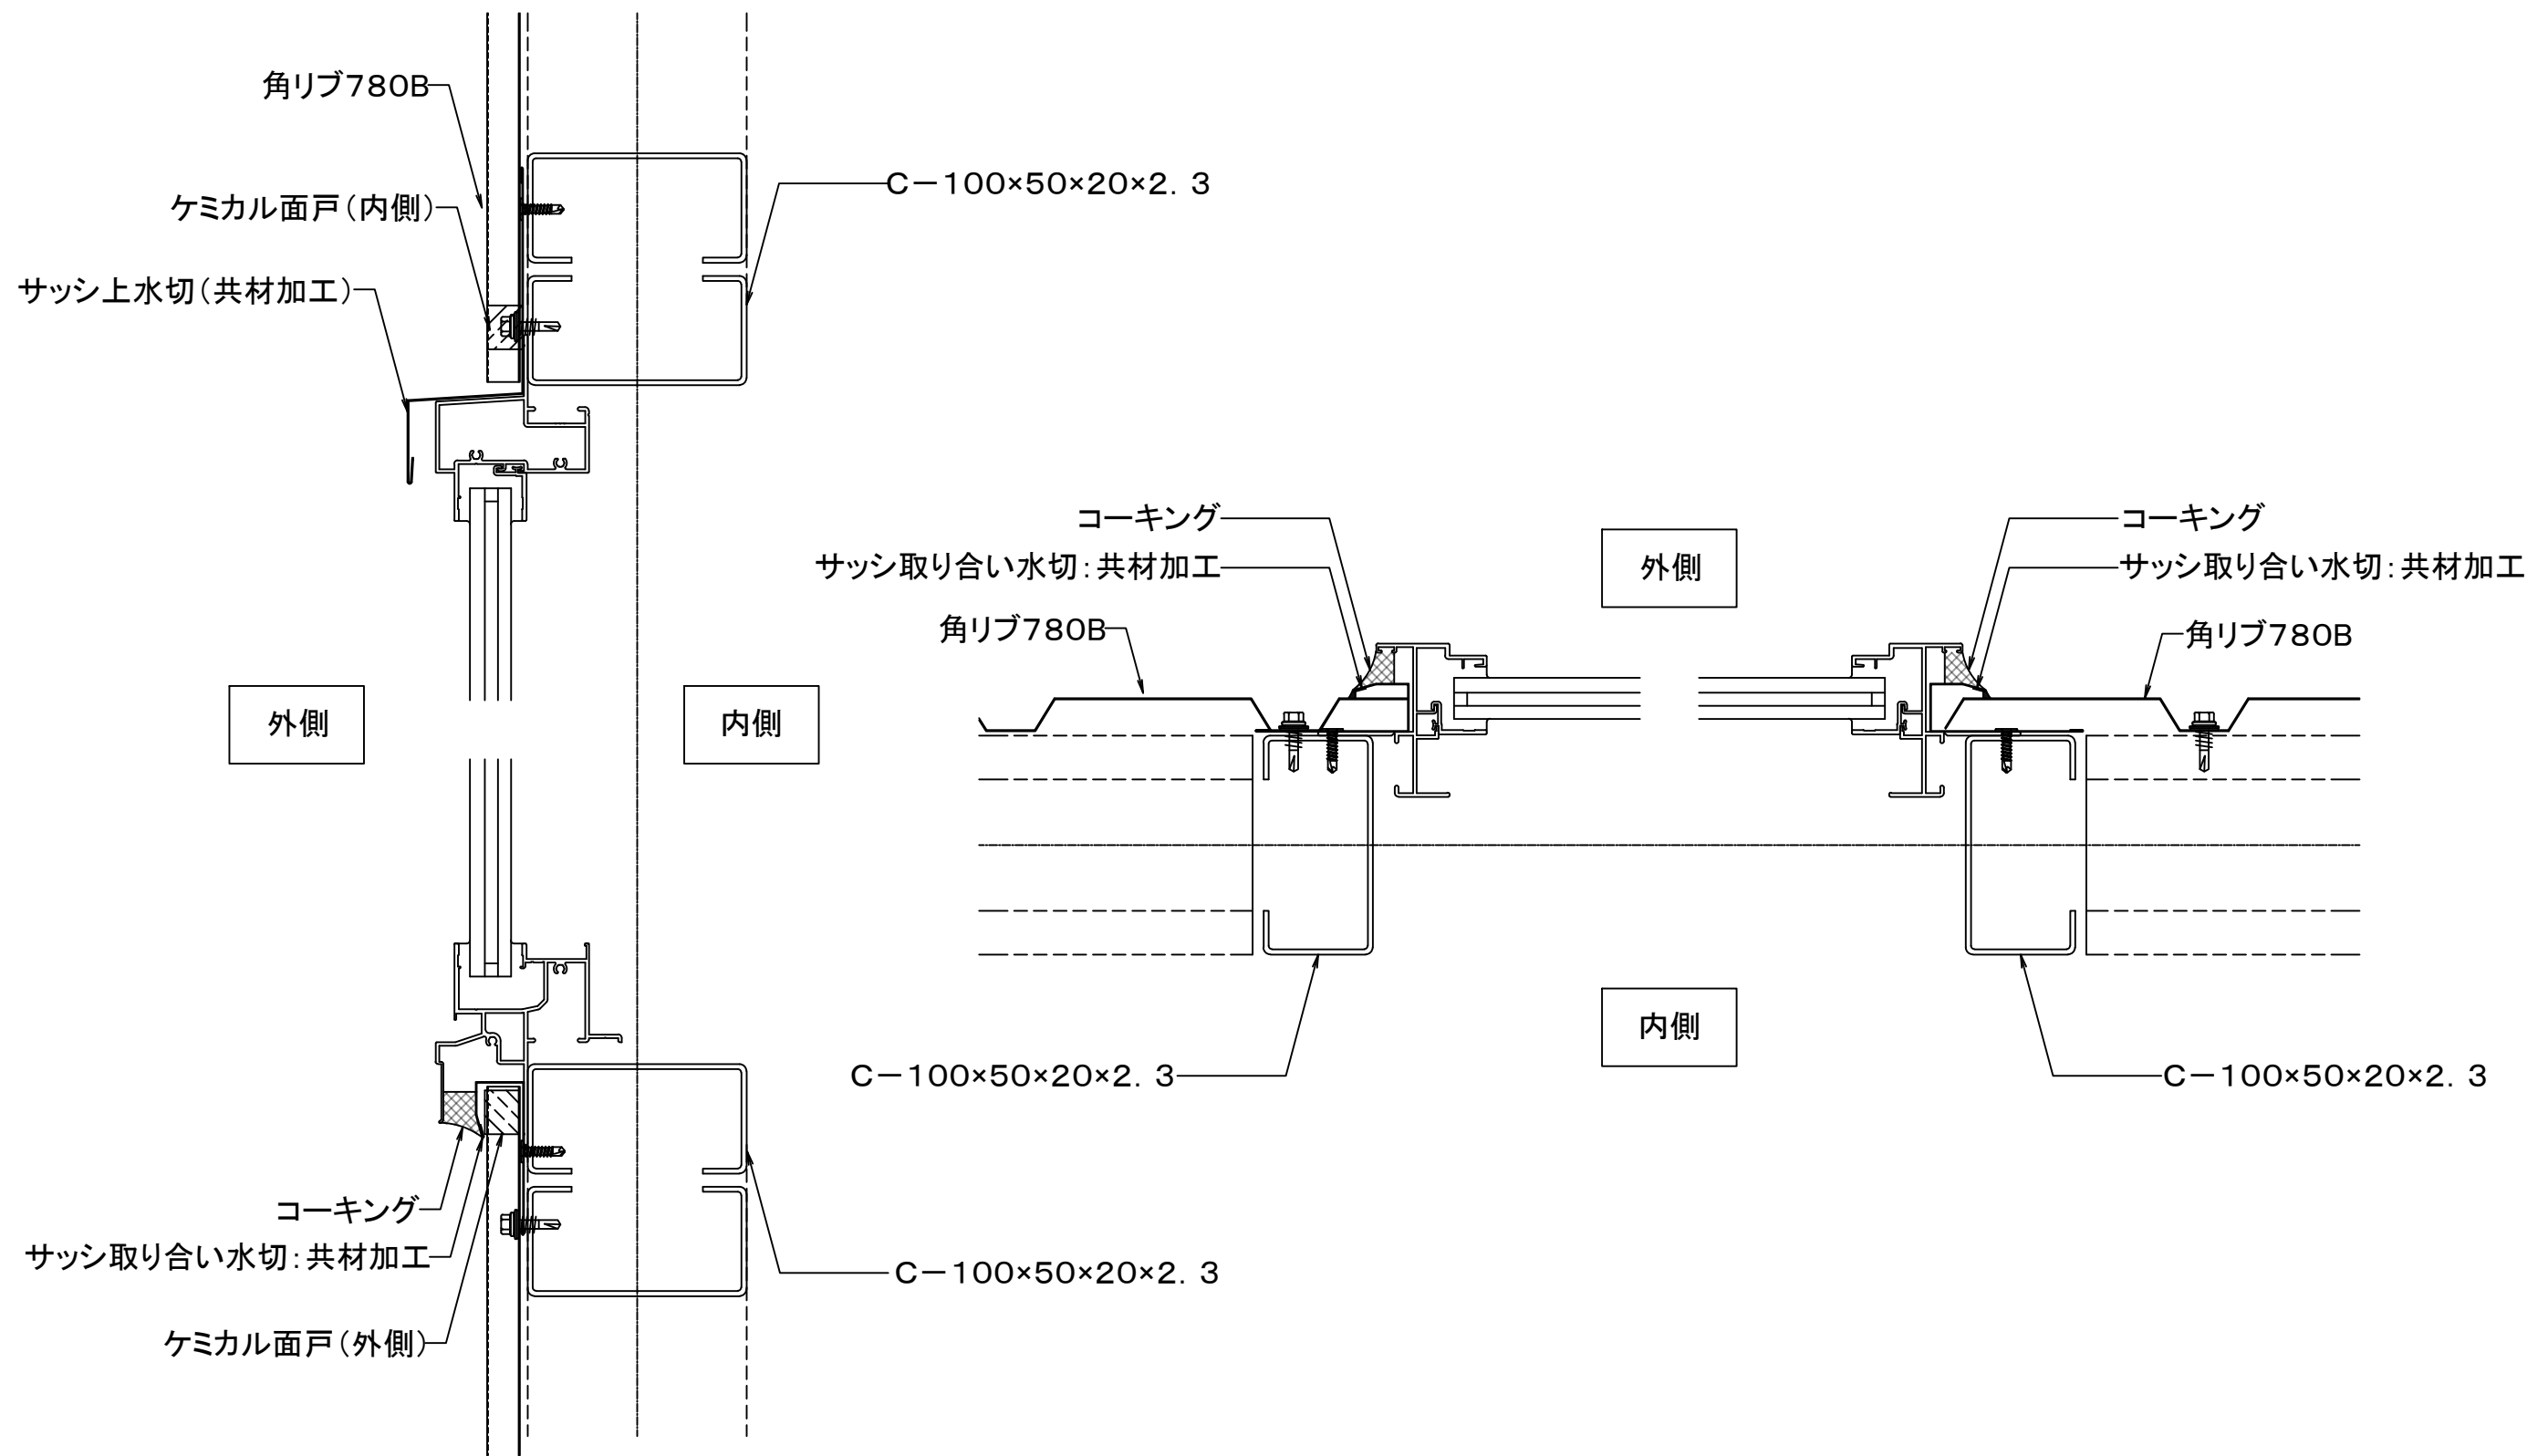 角リブ780B
ケミカル面戸(内側)
サッシ上水切(共材加工)
C-100×50×20×2.3
外側
内側
コーキング
サッシ取り合い水切:共材加工
ケミカル面戸(外側)
C-100×50×20×2.3
コーキング
サッシ取り合い水切:共材加工
角リブ780B
外側
コーキング
サッシ取り合い水切:共材加工
角リブ780B
内側
C-100×50×20×2.3
C-100×50×20×2.3